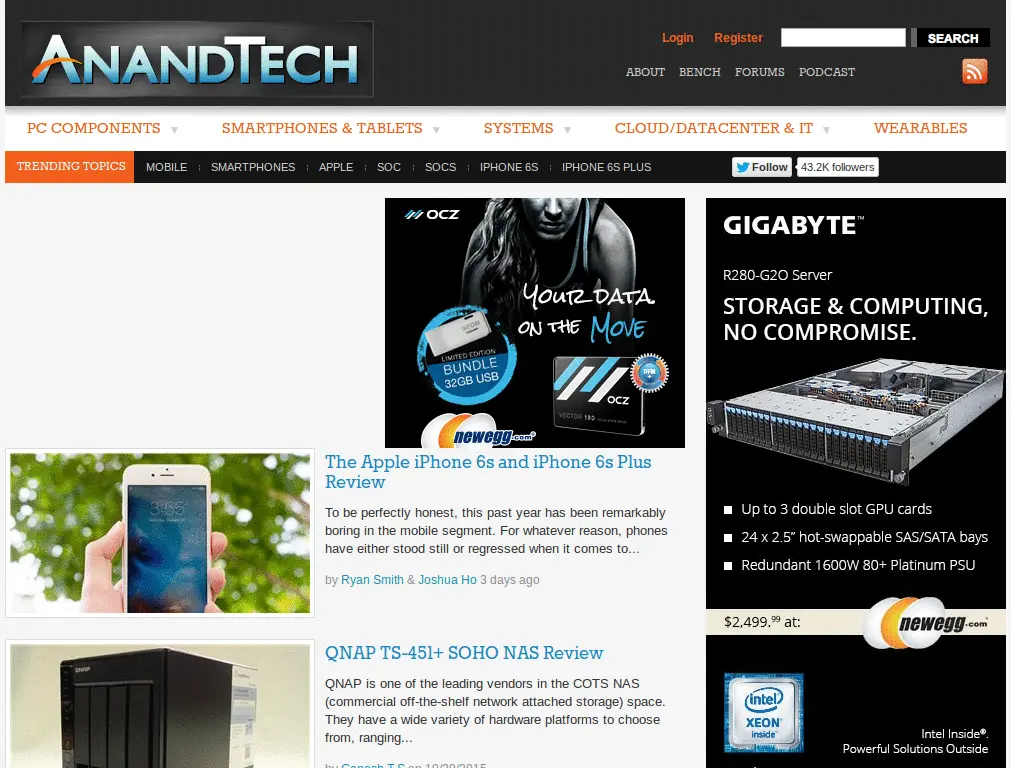 ANANDTECH
Login Register SEARCH
ABOUT BENCH FORUMS PODCAST
PC COMPONENTS SMARTPHONES & TABLETS SYSTEMS CLOUD/DATACENTER & IT WEARABLES
TRENDING TOPICS MOBILE SMARTPHONES APPLE SOC SOCS IPHONE 6S IPHONE 6S PLUS Follow 43.2K followers
OCZ
YOUR DATA.
ON THE MOVE
LIMITED EDITION
BUNDLE
32GB USB
OCZ
VECTOR 180
newegg.com
GIGABYTE™
R280-G2O Server
STORAGE & COMPUTING,
NO COMPROMISE.
Up to 3 double slot GPU cards
24 x 2.5” hot-swappable SAS/SATA bays
Redundant 1600W 80+ Platinum PSU
$2,499.99 at:
newegg.com
intel
XEON
inside
Intel Inside®.
Powerful Solutions Outside
3:55
The Apple iPhone 6s and iPhone 6s Plus
Review
To be perfectly honest, this past year has been remarkably
boring in the mobile segment. For whatever reason, phones
have either stood still or regressed when it comes to...
by Ryan Smith & Joshua Ho 3 days ago
QNAP
QNAP TS-451+ SOHO NAS Review
QNAP is one of the leading vendors in the COTS NAS
(commercial off-the-shelf network attached storage) space.
They have a wide variety of hardware platforms to choose
from, ranging...
by Ganesh T S on 10/29/2015